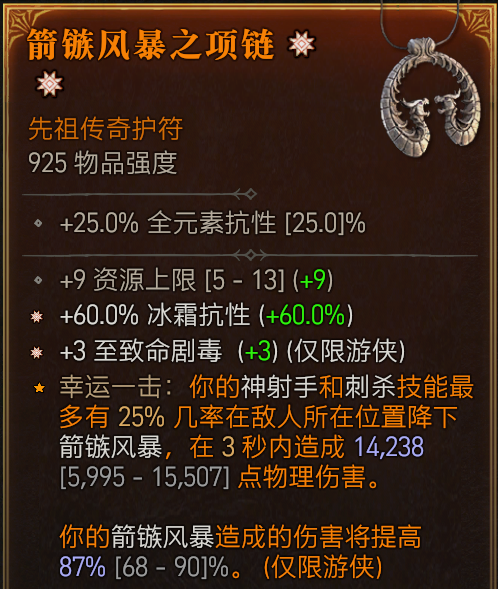 箭镞风暴之项链
先祖传奇护符
925 物品强度
+25.0% 全元素抗性 [25.0]%
+9 资源上限 [5 - 13] (+9)
+60.0% 冰霜抗性 (+60.0%)
+3 至致命剧毒 (+3) (仅限游侠)
幸运一击：你的神射手和刺杀技能最
多有 25% 几率在敌人所在位置降下
箭镞风暴，在 3 秒内造成 14,238
[5,995 - 15,507] 点物理伤害。
你的箭镞风暴造成的伤害将提高
87% [68 - 90]%。 (仅限游侠)